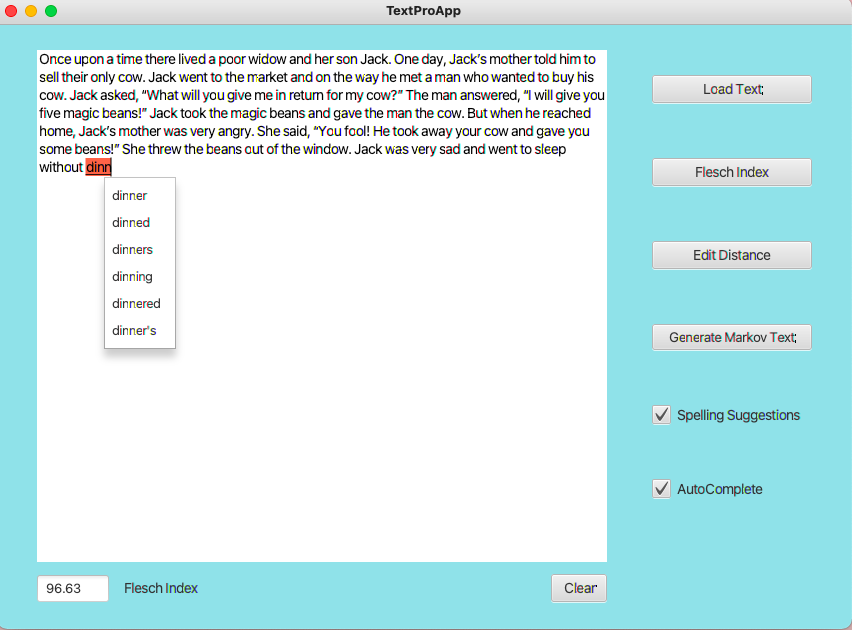 TextProApp
Once upon a time there lived a poor widow and her son Jack. One day, Jack’s mother told him to
sell their only cow. Jack went to the market and on the way he met a man who wanted to buy his
cow. Jack asked, “What will you give me in return for my cow?” The man answered, “I will give you
five magic beans!” Jack took the magic beans and gave the man the cow. But when he reached
home, Jack’s mother was very angry. She said, “You fool! He took away your cow and gave you
some beans!” She threw the beans out of the window. Jack was very sad and went to sleep
without dinn
dinner
dinned
dinners
dinning
dinnered
dinner's
Load Text
Flesch Index
Edit Distance
Generate Markov Text
Spelling Suggestions
AutoComplete
96.63
Flesch Index
Clear